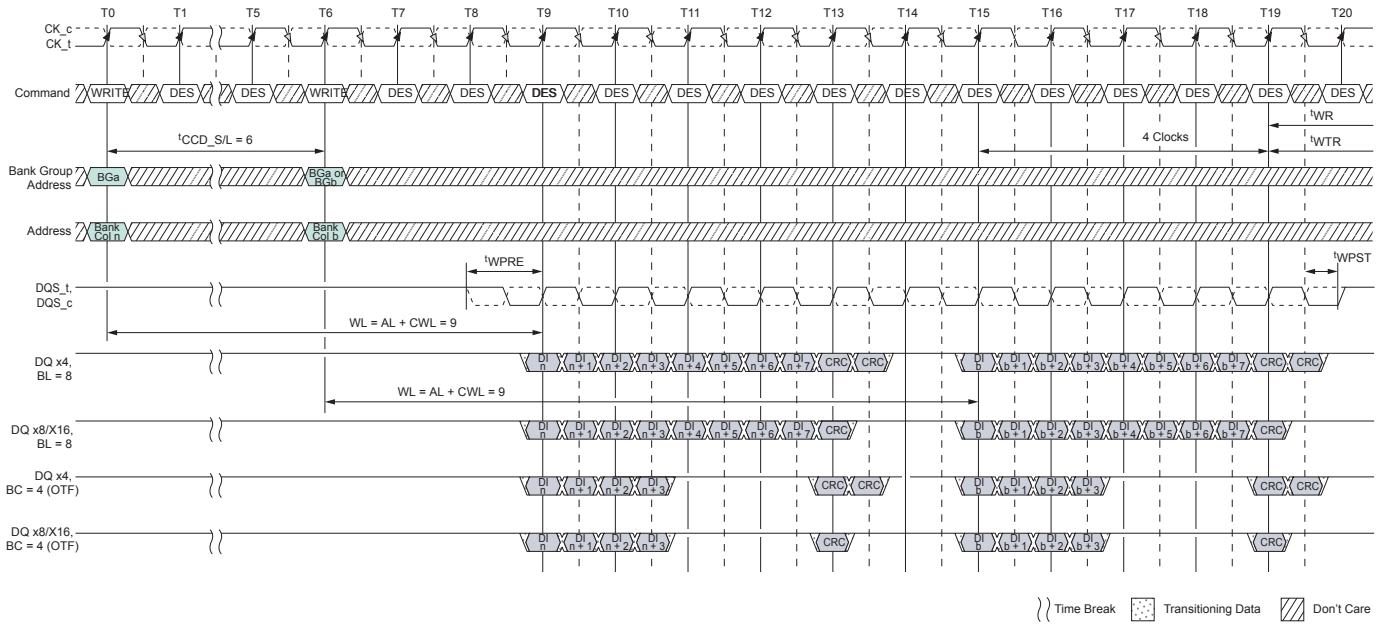 T0 T1 T5 T6 T7 T8 T9 T10 T11 T12 T13 T14 T15 T16 T17 T18 T19 T20
CK_c
CK_t
Command WRITE DES DES WRITE DES DES DES DES DES DES DES DES DES DES DES DES DES DES
tWR
tCCD_S/L = 6
4 Clocks
tWTR
Bank Group
Address
BGa
BGa or
BGb
Address
Bank
Col n
Bank
Col b
tWPRE
tWPST
DQS_t,
DQS_c
WL = AL + CWL = 9
DQ x4,
BL = 8
DI DI DI DI DI DI DI DI CRC CRC DI DI DI DI DI DI DI DI CRC CRC
n n + 1 n + 2 n + 3 n + 4 n + 5 n + 6 n + 7 b b + 1 b + 2 b + 3 b + 4 b + 5 b + 6 b + 7
WL = AL + CWL = 9
DQ x8/X16,
BL = 8
DI DI DI DI DI DI DI DI CRC DI DI DI DI DI DI DI DI CRC
n n + 1 n + 2 n + 3 n + 4 n + 5 n + 6 n + 7 b b + 1 b + 2 b + 3 b + 4 b + 5 b + 6 b + 7
DQ x4,
BC = 4 (OTF)
DI DI DI DI CRC CRC DI DI DI DI CRC CRC
n n + 1 n + 2 n + 3 b b + 1 b + 2 b + 3
DQ x8/X16,
BC = 4 (OTF)
DI DI DI DI CRC DI DI DI DI CRC
n n + 1 n + 2 n + 3 b b + 1 b + 2 b + 3
Time Break Transitioning Data Don't Care